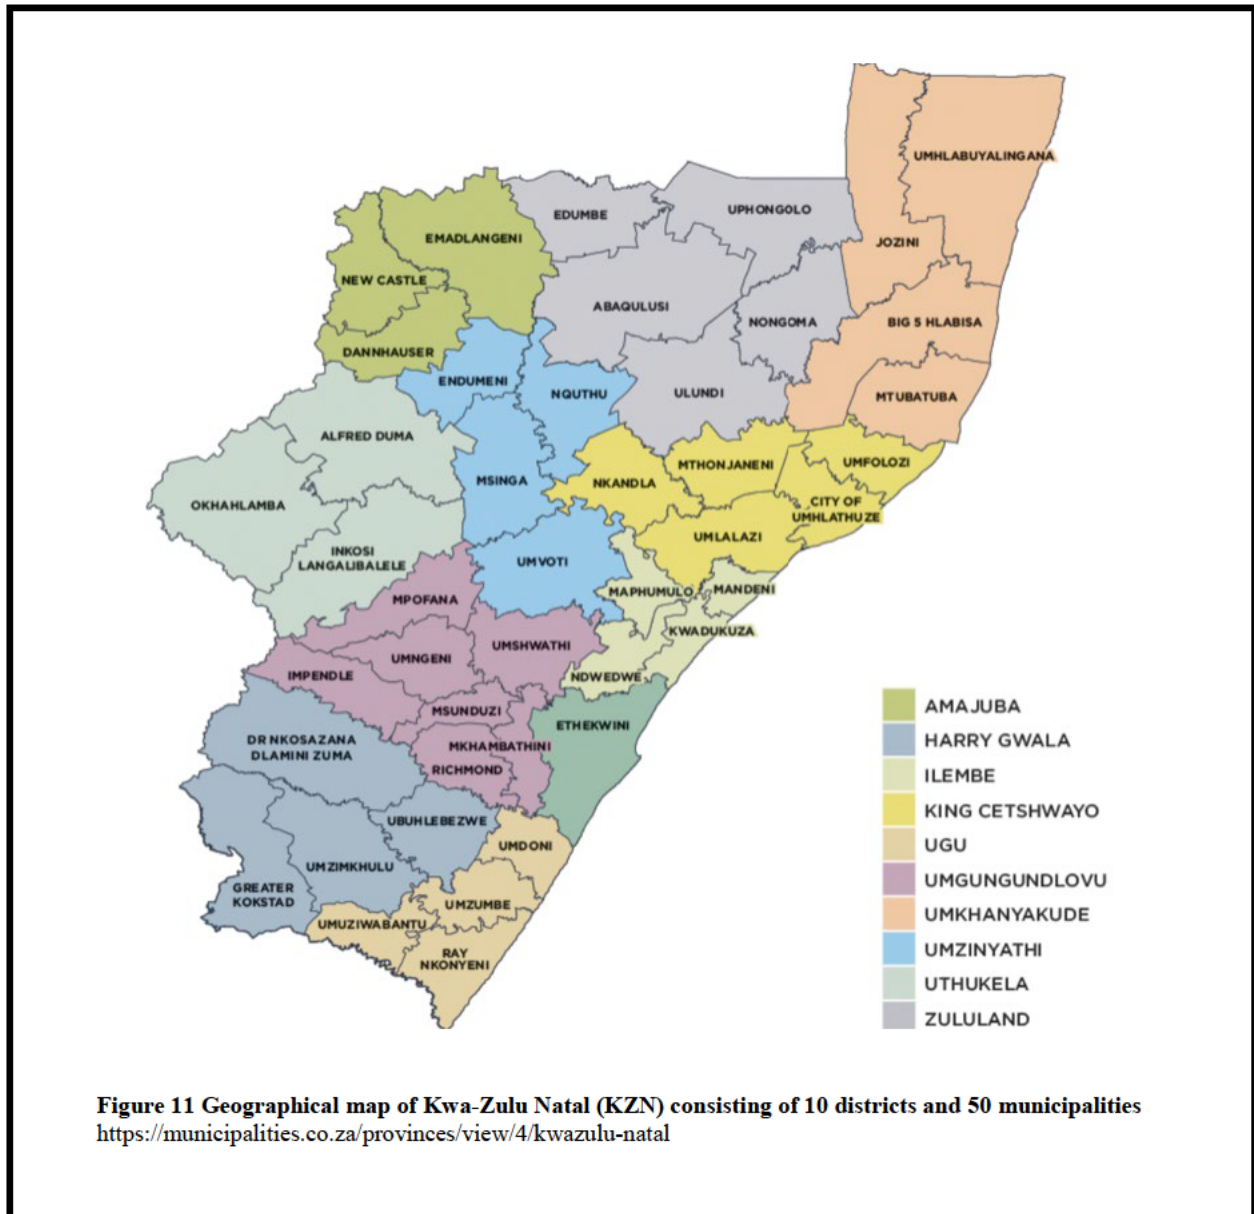 UMHLABUYALINGANA
EDUMBE
UPHONGOLO
EMADLANGENI
JOZINI
NEW CASTLE
ABAQULUSI
NONGOMA
BIG 5 HLABISA
DANNHAUSER
ENDUMENI
NQUTHU
ULUNDI
MTUBATUBA
ALFRED DUMA
MTHONJANENI
UMFOLOZI
MSINGA
NKANDLA
OKHAHLAMBA
CITY OF
UMHLATHUZE
UMLALAZI
INKOSI
LANGALIBALELE
UMVOTI
MAPHUMULO
MANDENI
MPOFANA
KWADUKUZA
UMSHWATHI
UMNGENI
IMPENDLE
NDWEDWE
MSUNDUZI
ETHEKWINI
DR NKOSAZANA
DLAMINI ZUMA
MKHAMBATHINI
RICHMOND
UBUHLEBEZWE
UMDONI
UMZIMKHULU
GREATER
KOKSTAD
UMZUMBE
UMUZIWABANTU
RAY
NKONYENI
AMAJUBA
HARRY GWALA
ILEMBE
KING CETSHWAYO
UGU
UMGUNGUNDLOVU
UMKHANYAKUDE
UMZINYATHI
UTHUKELA
ZULULAND
Figure 11 Geographical map of Kwa-Zulu Natal (KZN) consisting of 10 districts and 50 municipalities
https://municipalities.co.za/provinces/view/4/kwazulu-natal